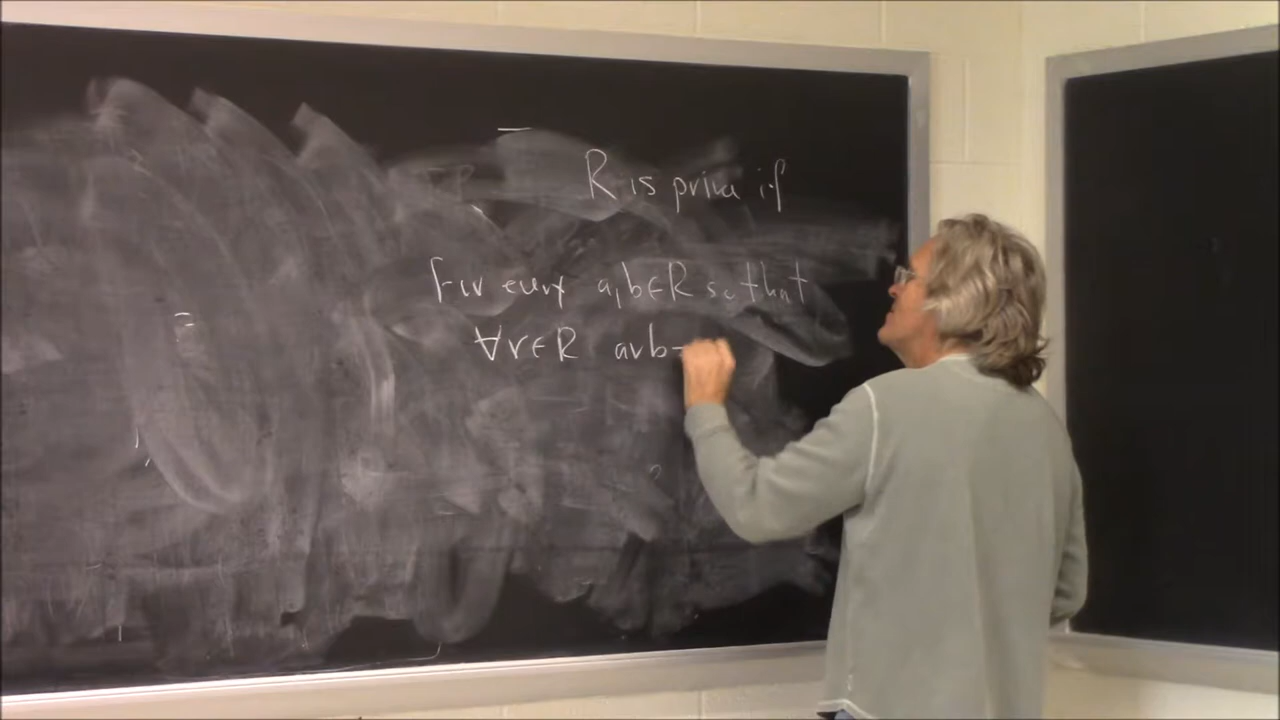 R is prime if
For every a,b∈R so that
∀r∈R arb=